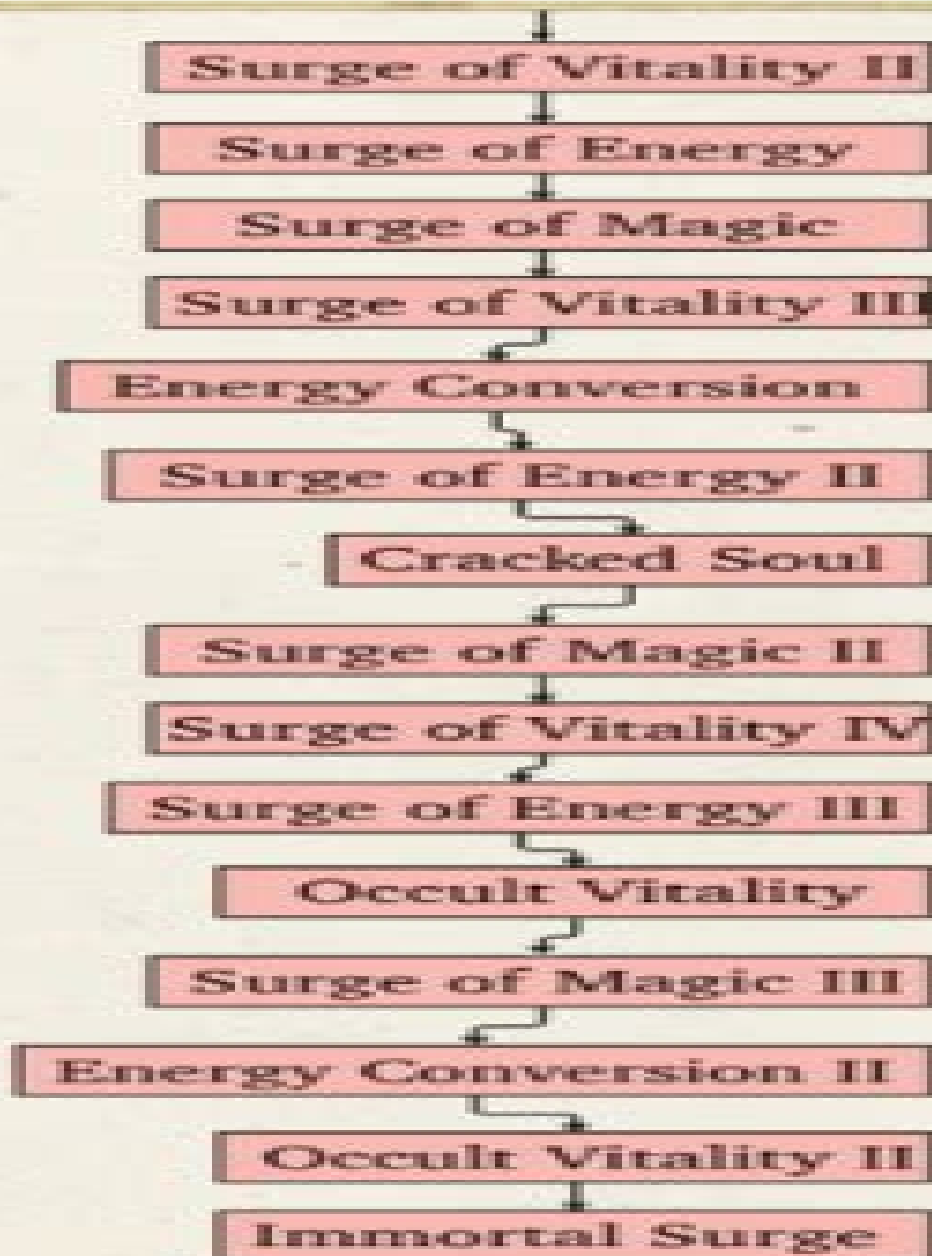 Surge of Vitality II
Surge of Energy
Surge of Magic
Surge of Vitality III
Energy Conversion
Surge of Energy II
Cracked Soul
Surge of Magic II
Surge of Vitality IV
Surge of Energy III
Occult Vitality
Surge of Magic III
Energy Conversion II
Occult Vitality II
Immortal Surge